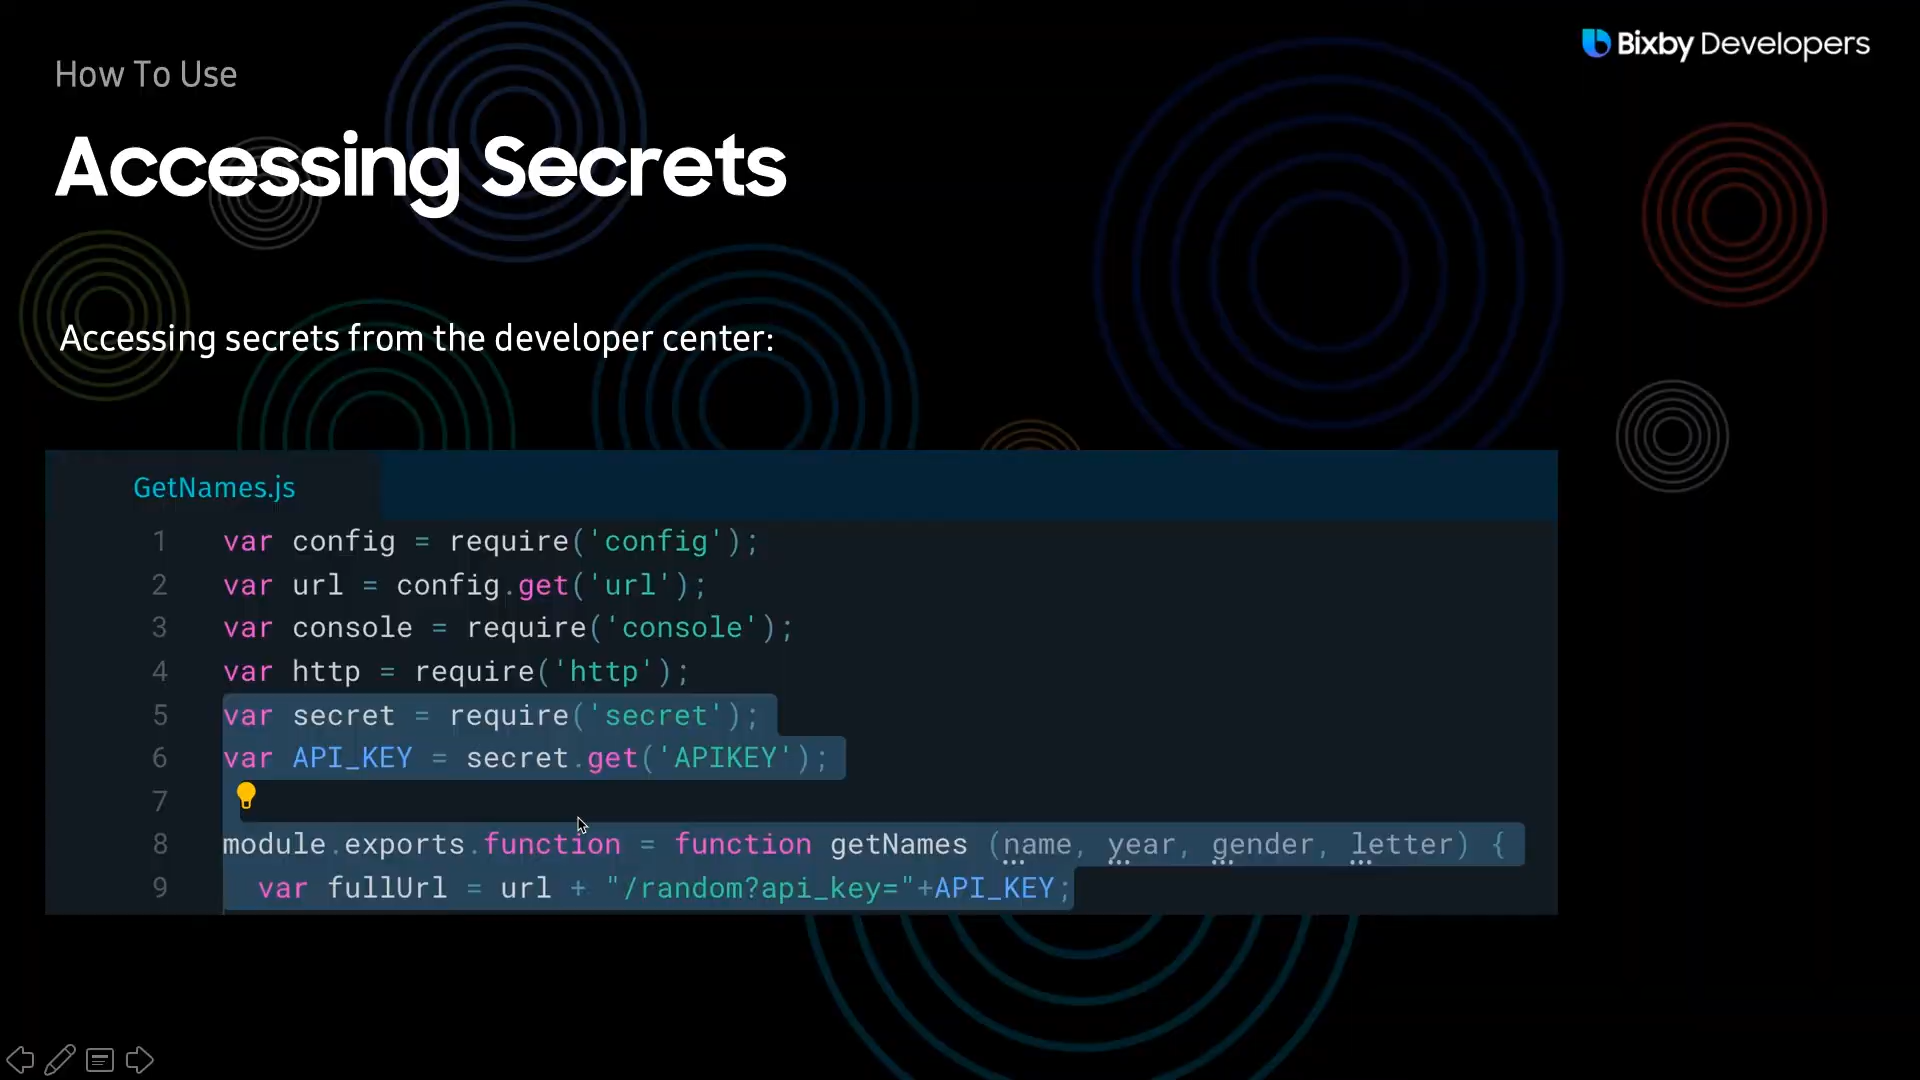 Bixby Developers
How To Use
Accessing Secrets
Accessing secrets from the developer center:
GetNames.js
1 var config = require('config');
2 var url = config.get('url');
3 var console = require('console');
4 var http = require('http');
5 var secret = require('secret');
6 var API_KEY = secret.get('APIKEY');
7
8 module.exports.function = function getNames (name, year, gender, letter) {
9 var fullUrl = url + "/random?api_key="+API_KEY;